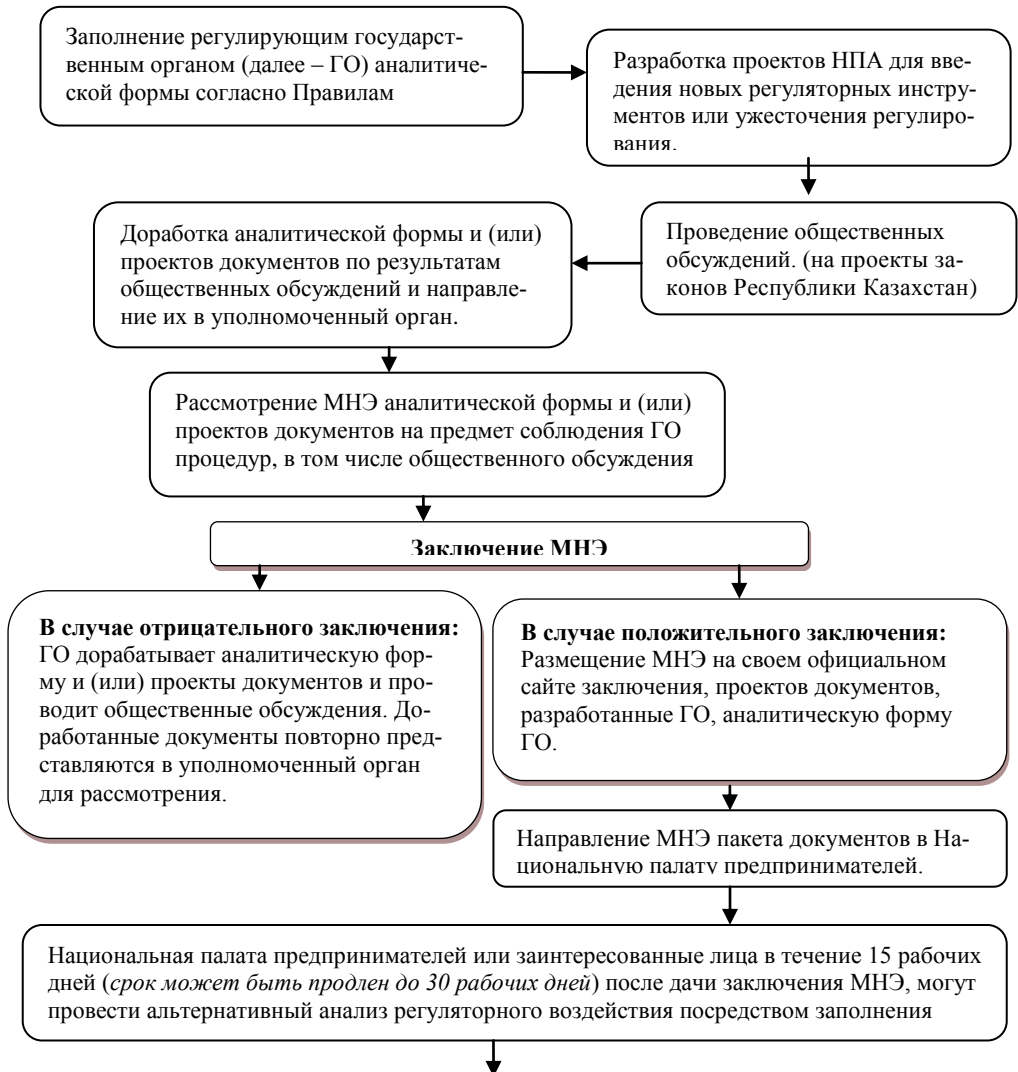 Заполнение регулирующим государст-
венным органом (далее – ГО) аналитиче-
ской формы согласно Правилам
Разработка проектов НПА для вве-
дения новых регуляторных инстру-
ментов или ужесточения регулиро-
вания.
Проведение общественных
обсуждений. (на проекты за-
конов Республики Казахстан)
Доработка аналитической формы и (или)
проектов документов по результатам
общественных обсуждений и направле-
ние их в уполномоченный орган.
Рассмотрение МНЭ аналитической формы и (или)
проектов документов на предмет соблюдения ГО
процедур, в том числе общественного обсуждения
Заключение МНЭ
В случае отрицательного заключения:
ГО дорабатывает аналитическую фор-
му и (или) проекты документов и про-
водит общественные обсуждения. До-
работанные документы повторно пред-
ставляются в уполномоченный орган
для рассмотрения.
В случае положительного заключения:
Размещение МНЭ на своем официальном
сайте заключения, проектов документов,
разработанные ГО, аналитическую форму
ГО.
Направление МНЭ пакета документов в На-
циональную палату предпринимателей.
Национальная палата предпринимателей или заинтересованные лица в течение 15 рабочих
дней (срок может быть продлен до 30 рабочих дней) после дачи заключения МНЭ, могут
провести альтернативный анализ регуляторного воздействия посредством заполнения